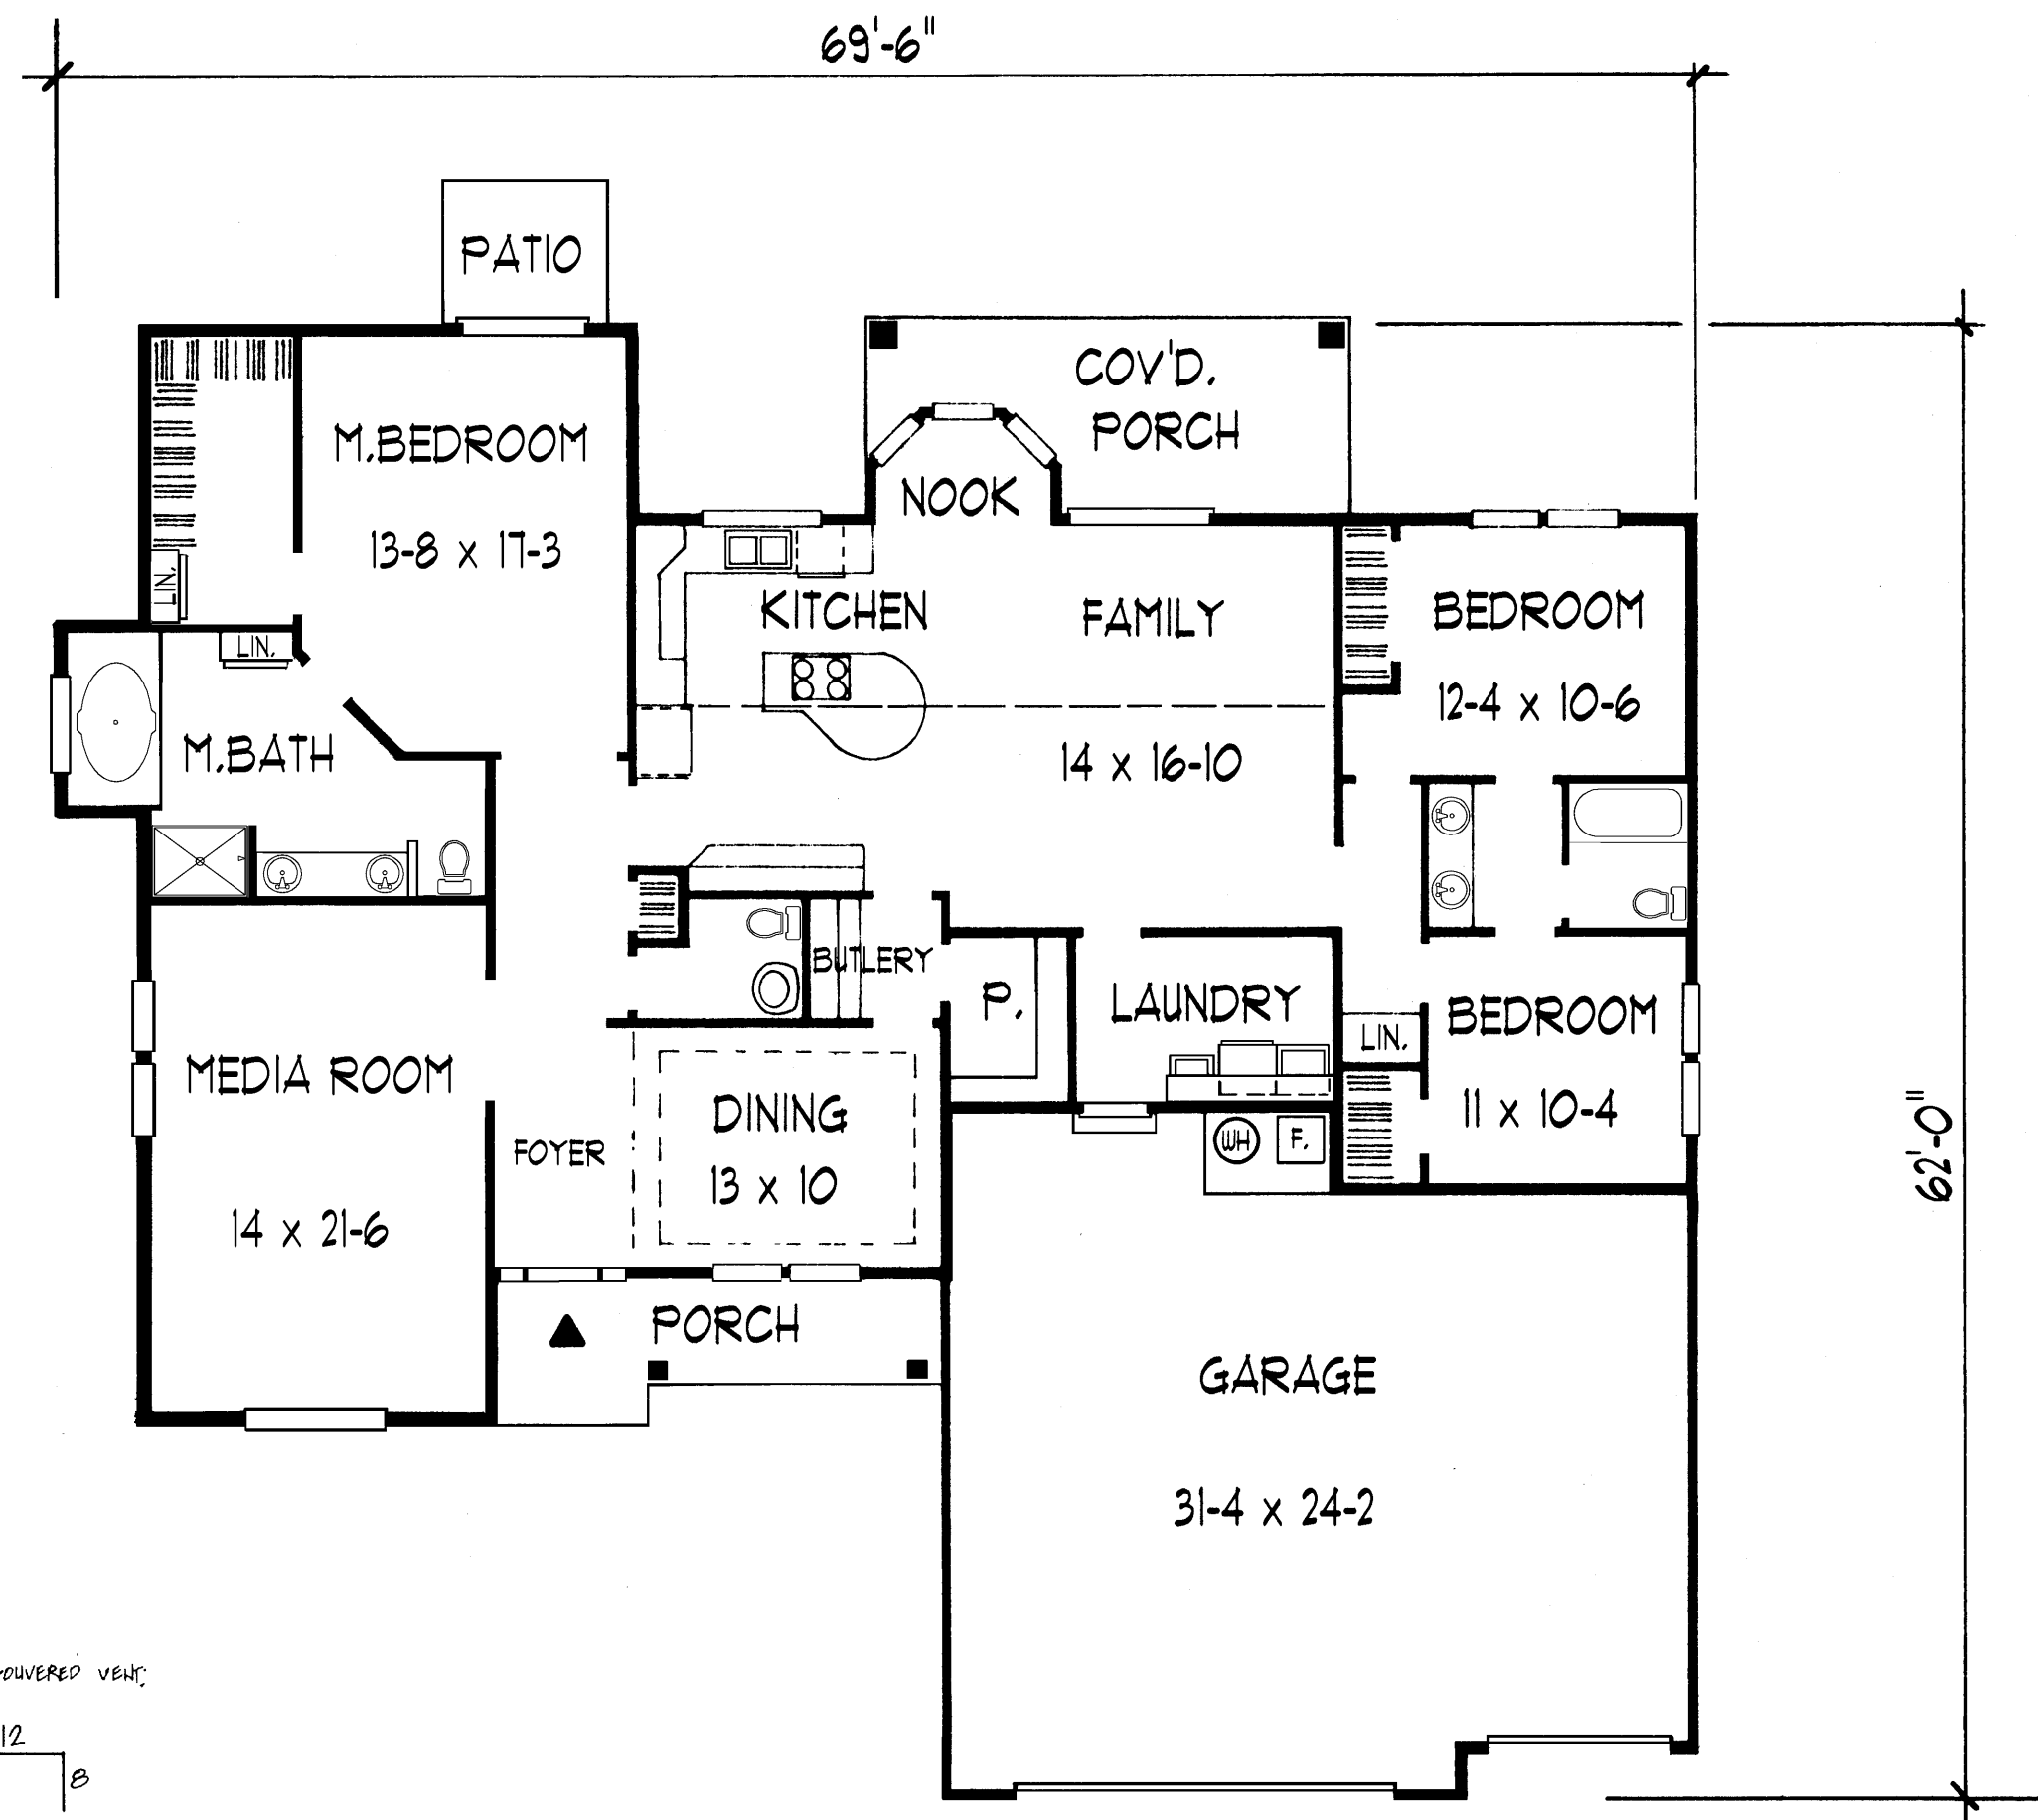 69'-6"
PATIO
COV'D.
PORCH
M.BEDROOM
13-8 x 17-3
NOOK
LIN.
KITCHEN
FAMILY
BEDROOM
12-4 x 10-6
LIN.
M.BATH
14 x 16-10
BUTLERY
P.
LAUNDRY
BEDROOM
LIN.
11 x 10-4
MEDIA ROOM
DINING
13 x 10
FOYER
WH
F.
62'-0"
14 x 21-6
PORCH
GARAGE
31-4 x 24-2
VENT:
12
8